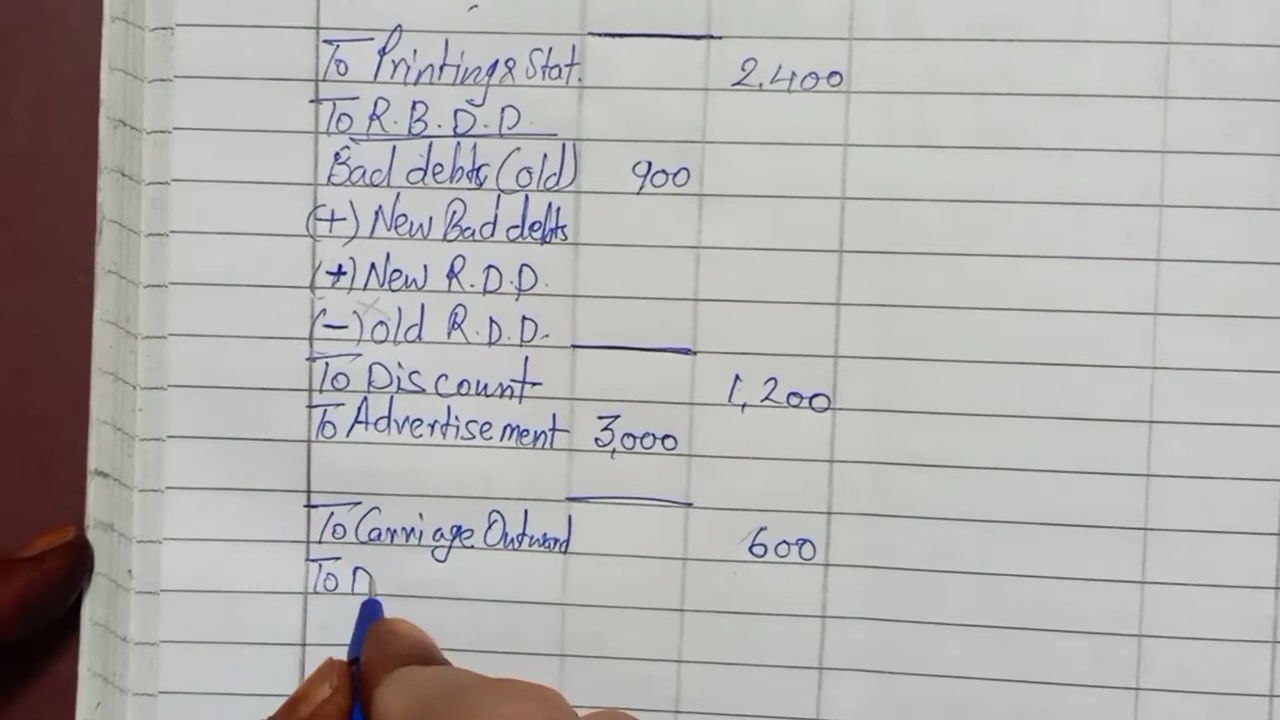 To Printing & Stat. 2,400
To R.B.D.D.
Bad debts (old) 900
(+) New Bad debts
(+) New R.D.D.
(-) old R.D.D.
To Discount 1,200
To Advertisement 3,000
To Carriage Outward 600
To